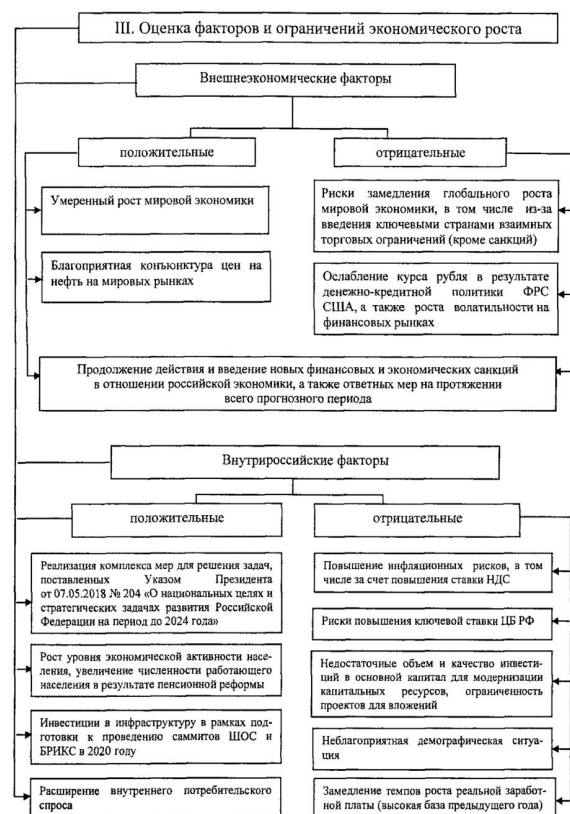 III. Оценка факторов и ограничений экономического роста
Внешнеэкономические факторы
положительные
отрицательные
Умеренный рост мировой экономики
Благоприятная конъюнктура цен на
нефть на мировых рынках
Риски замедления глобального роста
мировой экономики, в том числе из-за
введения ключевыми странами взаимных
торговых ограничений (кроме санкций)
Ослабление курса рубля в результате
денежно-кредитной политики ФРС
США, а также роста волатильности на
финансовых рынках
Продолжение действия и введение новых финансовых и экономических санкций
в отношении российской экономики, а также ответных мер на протяжении
всего прогнозного периода
Внутрироссийские факторы
положительные
отрицательные
Реализация комплекса мер для решения задач,
поставленных Указом Президента
от 07.05.2018 № 204 «О национальных целях и
стратегических задачах развития Российской
Федерации на период до 2024 года»
Рост уровня экономической активности насе-
ления, увеличение численности работающего
населения в результате пенсионной реформы
Инвестиции в инфраструктуру в рамках под-
готовки к проведению саммитов ШОС и
БРИКС в 2020 году
Расширение внутреннего потребительского
спроса
Повышение инфляционных рисков, в том
числе за счет повышения ставки НДС
Риски повышения ключевой ставки ЦБ РФ
Недостаточные объем и качество инвести-
ций в основной капитал для модернизации
капитальных ресурсов, ограниченность
проектов для вложений
Неблагоприятная демографическая ситуа-
ция
Замедление темпов роста реальной заработ-
ной платы (высокая база предыдущего года)